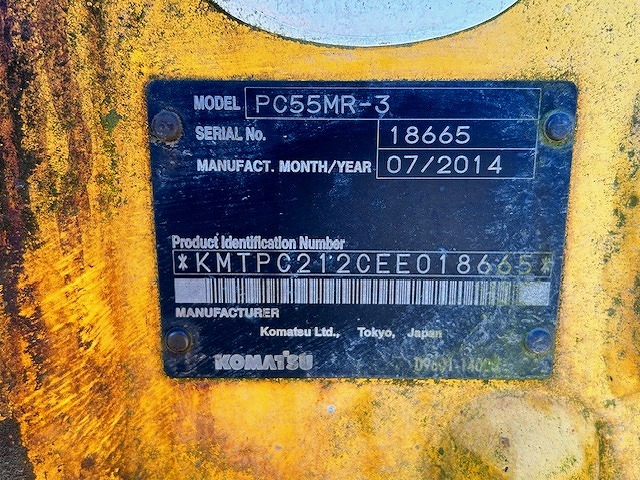 MODEL PC55MR-3
SERIAL No. 18665
MANUFACT. MONTH/YEAR 07/2014
Product Identification Number
*KMTPC212CEE018665*
MANUFACTURER
Komatsu Ltd., Tokyo, Japan
KOMATSU